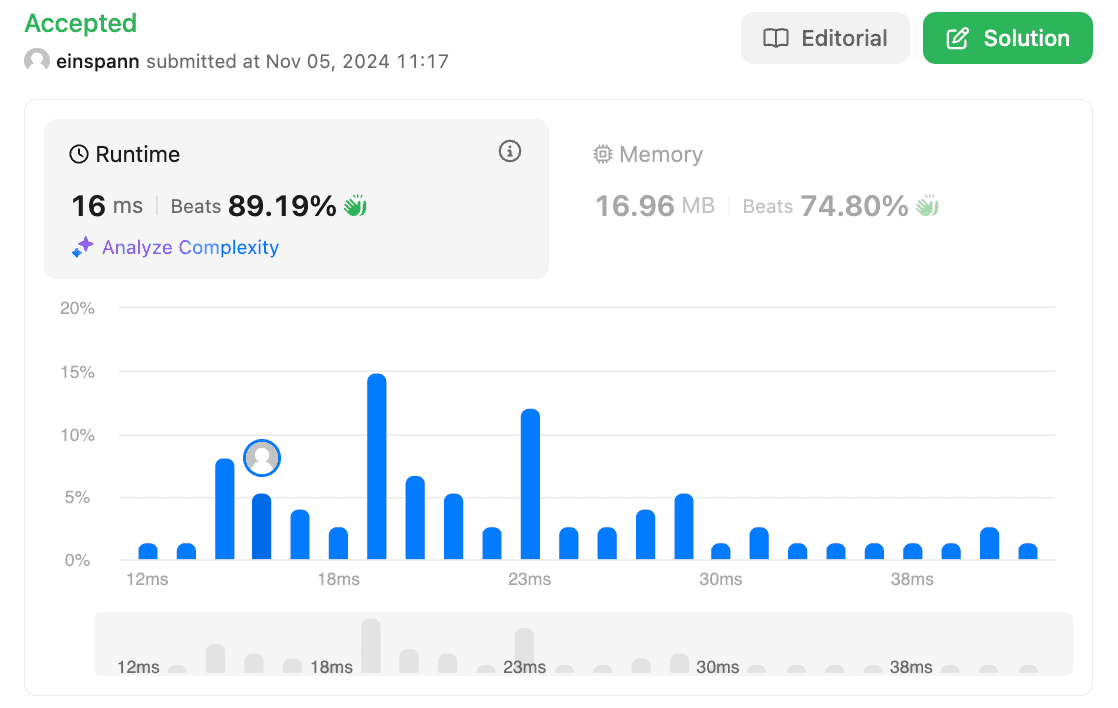 Accepted
einspann submitted at Nov 05, 2024 11:17
Editorial
Solution
Runtime
16 ms | Beats 89.19%
Analyze Complexity
Memory
16.96 MB | Beats 74.80%
20%
15%
10%
5%
0%
12ms 18ms 23ms 30ms 38ms
12ms 18ms 23ms 30ms 38ms